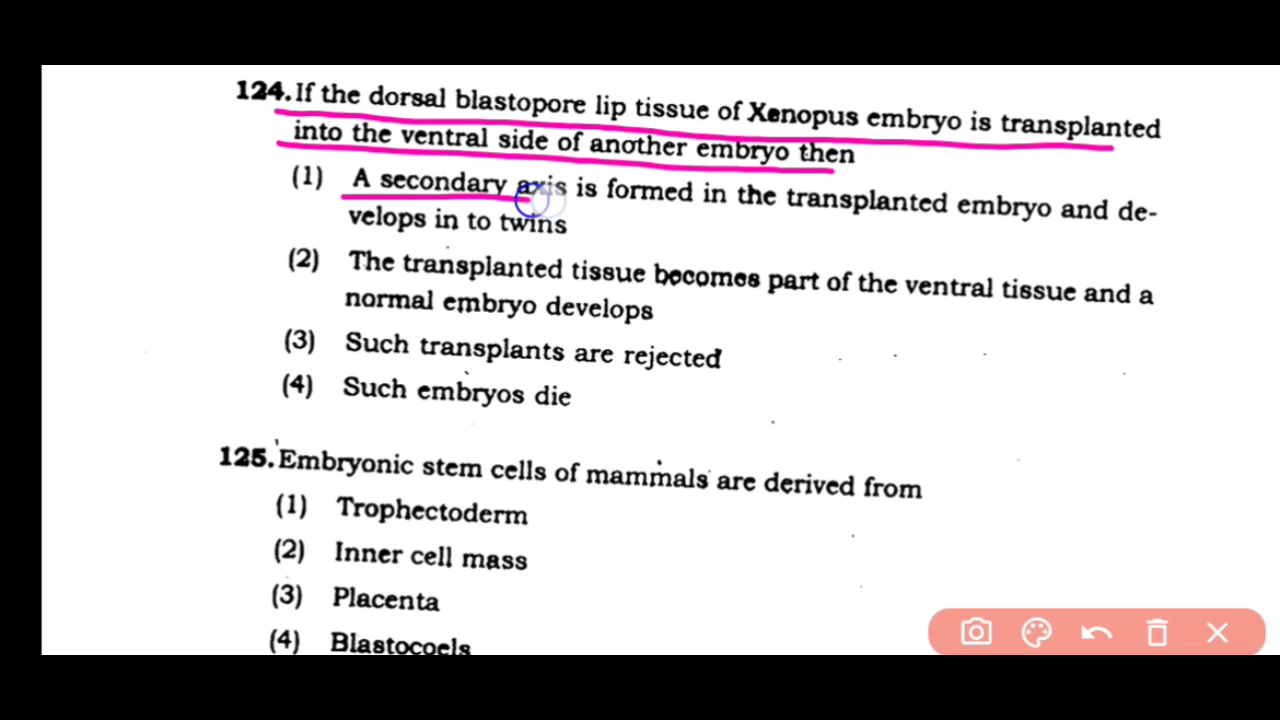 124. If the dorsal blastopore lip tissue of Xenopus embryo is transplanted
into the ventral side of another embryo then
(1) A secondary axis is formed in the transplanted embryo and de-
velops in to twins
(2) The transplanted tissue becomes part of the ventral tissue and a
normal embryo develops
(3) Such transplants are rejected
(4) Such embryos die
125. Embryonic stem cells of mammals are derived from
(1) Trophectoderm
(2) Inner cell mass
(3) Placenta
(4) Blastocoels